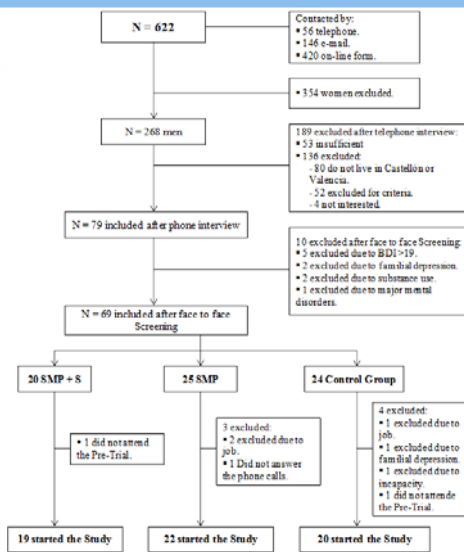 N = 622
Contacted by:
▪ 56 telephone.
▪ 146 e-mail.
▪ 420 on-line form.
▪ 354 women excluded.
N = 268 men
189 excluded after telephone interview:
▪ 53 insufficient
▪ 136 excluded:
- 80 do not live in Castellón or
Valencia.
- 52 excluded for criteria.
- 4 not interested.
N = 79 included after phone interview
10 excluded after face to face Screening:
▪ 5 excluded due to BDI >19.
▪ 2 excluded due to familial depression.
▪ 2 excluded due to substance use.
▪ 1 excluded due to major mental
disorders.
N = 69 included after face to face
Screening
20 SMP + S
25 SMP
24 Control Group
▪ 1 did not attend
the Pre-Trial.
3 excluded:
▪ 2 excluded due to
job.
▪ 1 Did not answer
the phone calls.
4 excluded:
▪ 1 excluded due to
job.
▪ 1 excluded due to
familial depression.
▪ 1 excluded due to
incapacity.
▪ 1 did not attende
the Pre-Trial.
19 started the Study
22 started the Study
20 started the Study